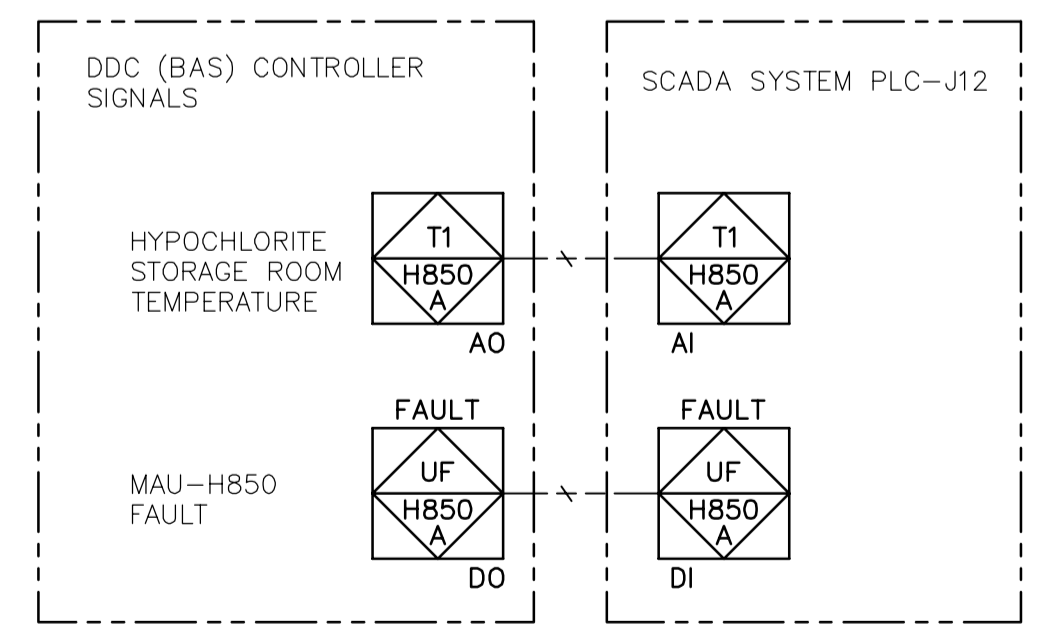 DDC (BAS) CONTROLLER
SIGNALS
SCADA SYSTEM PLC-J12
HYPOCHLORITE
STORAGE ROOM
TEMPERATURE
T1
H850
A
AO
T1
H850
A
AI
MAU-H850
FAULT
FAULT
UF
H850
A
DO
FAULT
UF
H850
A
DI